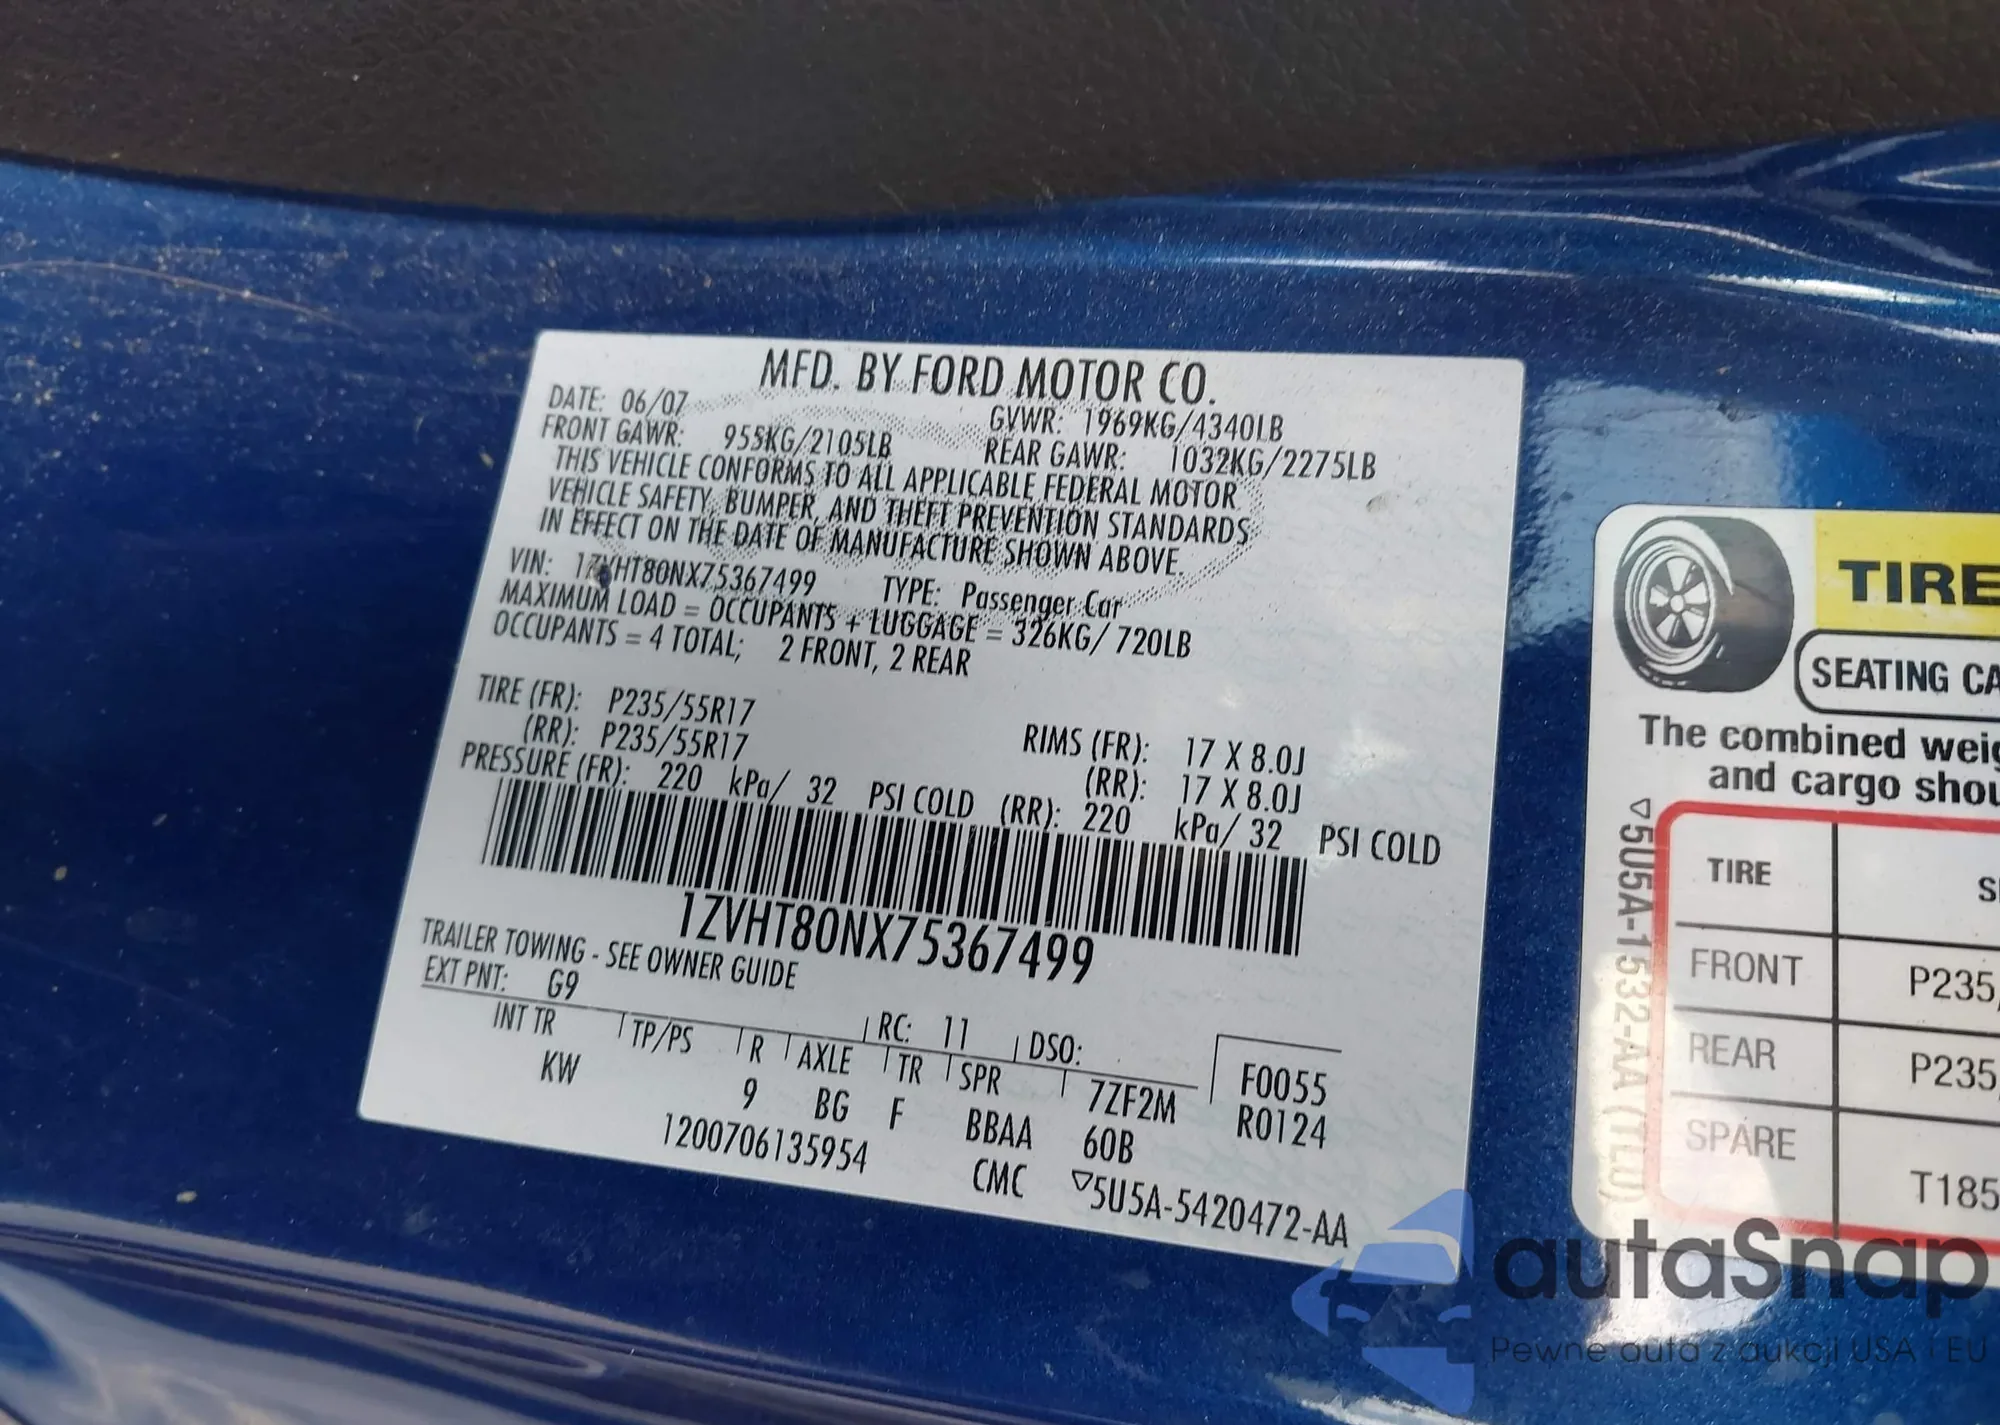 MFD. BY FORD MOTOR CO.
DATE: 06/07 GVWR: 1969KG/4340LB
FRONT GAWR: 955KG/2105LB REAR GAWR: 1032KG/2275LB
THIS VEHICLE CONFORMS TO ALL APPLICABLE FEDERAL MOTOR
VEHICLE SAFETY, BUMPER, AND THEFT PREVENTION STANDARDS
IN EFFECT ON THE DATE OF MANUFACTURE SHOWN ABOVE.
VIN: 1ZVHT80NX75367499 TYPE: Passenger Car
MAXIMUM LOAD = OCCUPANTS + LUGGAGE = 326KG/ 720LB
OCCUPANTS = 4 TOTAL; 2 FRONT, 2 REAR
TIRE (FR): P235/55R17 RIMS (FR): 17 X 8.0J
(RR): P235/55R17 (RR): 17 X 8.0J
PRESSURE (FR): 220 kPa/ 32 PSI COLD (RR): 220 kPa/ 32 PSI COLD
1ZVHT80NX75367499
TRAILER TOWING - SEE OWNER GUIDE
EXT PNT: G9 RC: 11 DSO: F0055
INT TR TP/PS R AXLE TR SPR 7ZF2M R0124
KW 9 BG F BBAA 60B
1200706135954 CMC ▽5U5A-5420472-AA
TIRE
SEATING CA
The combined weig
and cargo shou
▽5U5A-1532-AA (TL0)
TIRE SI
FRONT P235/
REAR P235
SPARE T185
autaSnap
Pewne auta z aukcji USA i EU